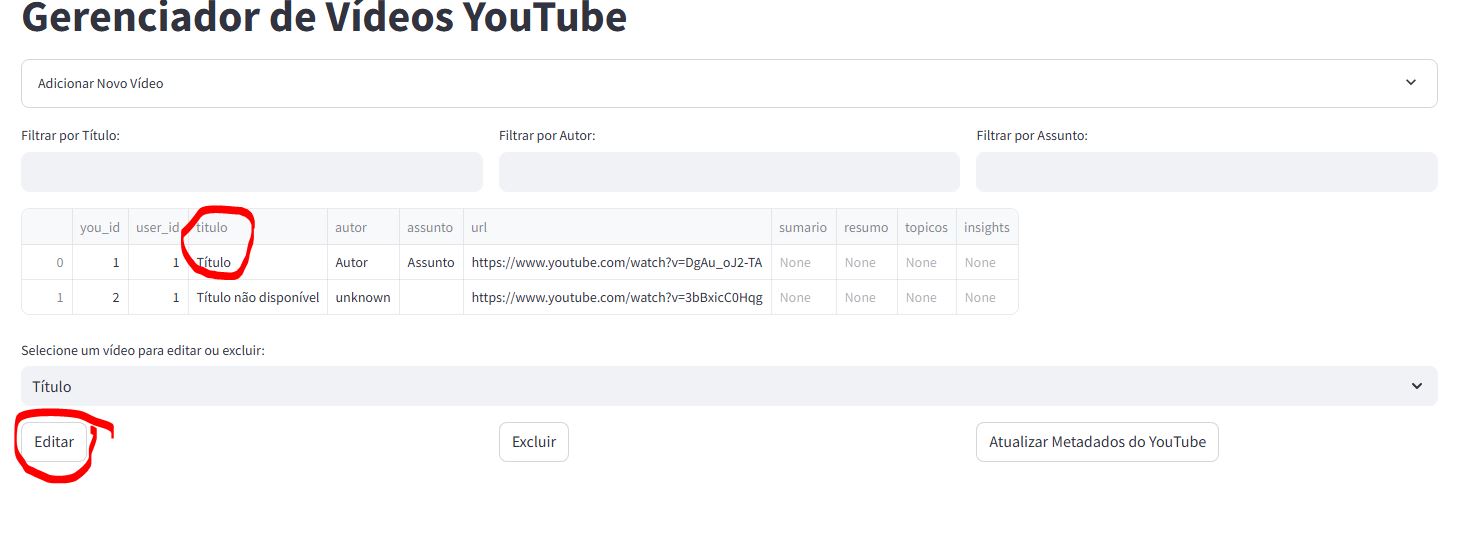 Gerenciador de Vídeos YouTube
Adicionar Novo Vídeo
Filtrar por Título: Filtrar por Autor: Filtrar por Assunto:
you_id user_id titulo autor assunto url sumario resumo topicos insights
0 1 1 Título Autor Assunto https://www.youtube.com/watch?v=DgAu_oJ2-TA None None None None
1 2 1 Título não disponível unknown https://www.youtube.com/watch?v=3bBxicC0Hqg None None None None
Selecione um vídeo para editar ou excluir:
Título
Editar Excluir Atualizar Metadados do YouTube